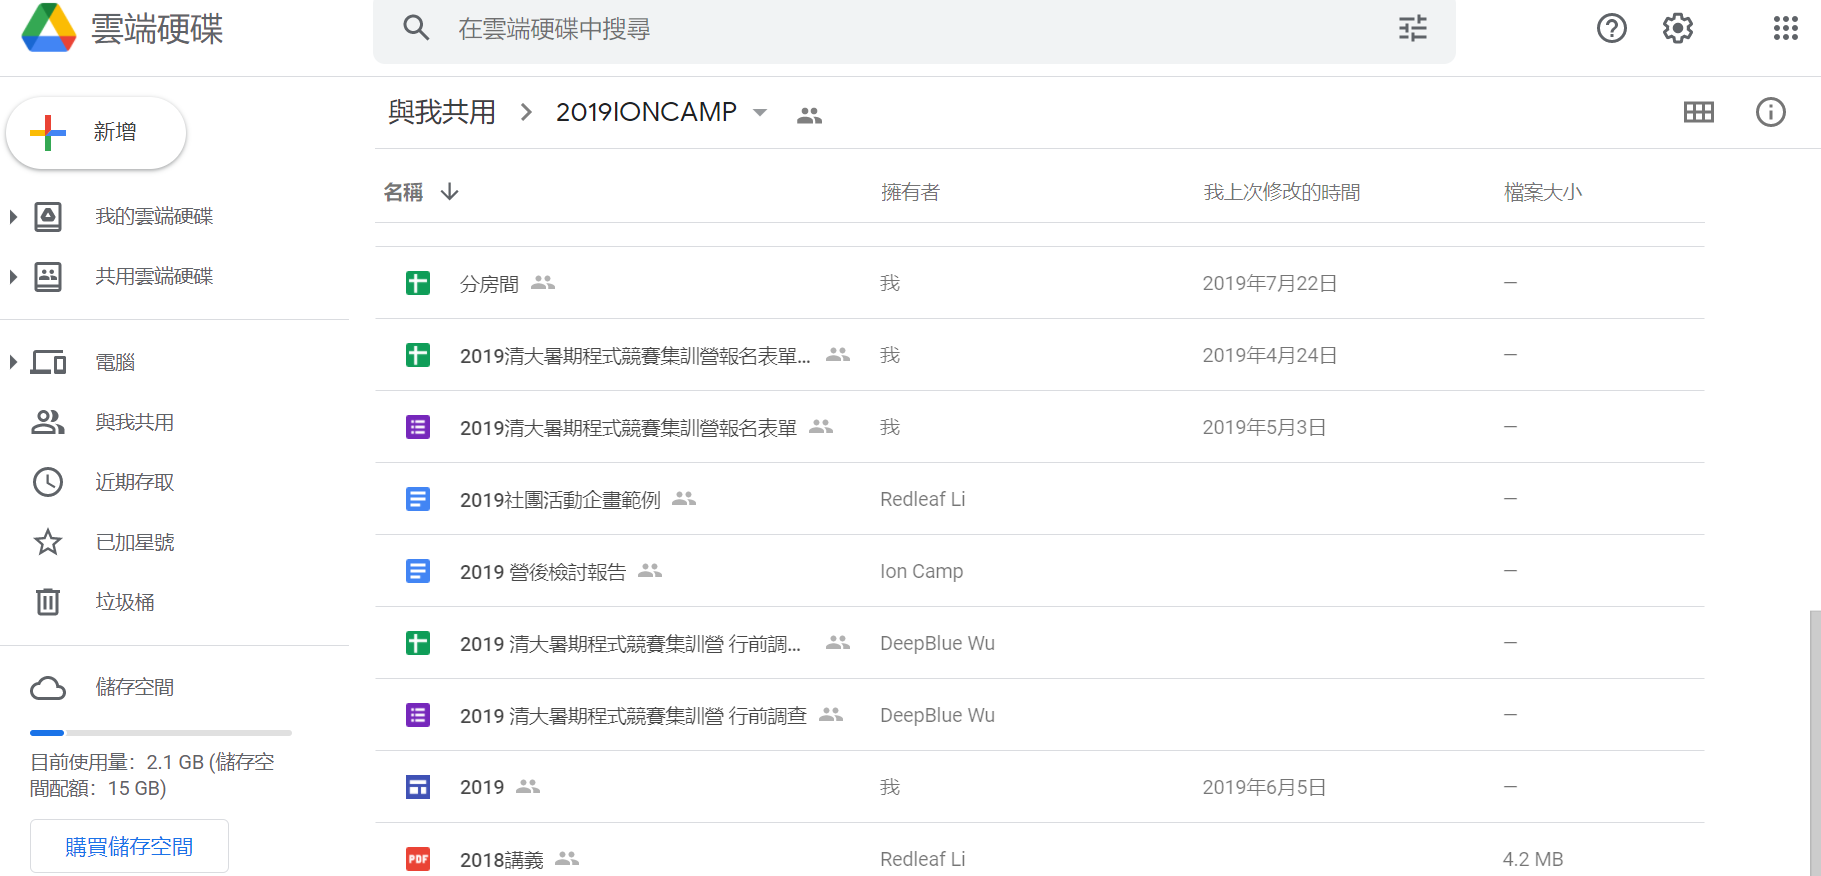 雲端硬碟
在雲端硬碟中搜尋
新增
我的雲端硬碟
共用雲端硬碟
電腦
與我共用
近期存取
已加星號
垃圾桶
儲存空間
目前使用量：2.1 GB (儲存空
間配額：15 GB)
購買儲存空間
與我共用 2019IONCAMP
名稱 擁有者 我上次修改的時間 檔案大小
分房間 我 2019年7月22日 —
2019清大暑期程式競賽集訓營報名表單... 我 2019年4月24日 —
2019清大暑期程式競賽集訓營報名表單 我 2019年5月3日 —
2019社團活動企畫範例 Redleaf Li —
2019 營後檢討報告 Ion Camp —
2019 清大暑期程式競賽集訓營 行前調... DeepBlue Wu —
2019 清大暑期程式競賽集訓營 行前調查 DeepBlue Wu —
2019 我 2019年6月5日 —
PDF 2018講義 Redleaf Li 4.2 MB